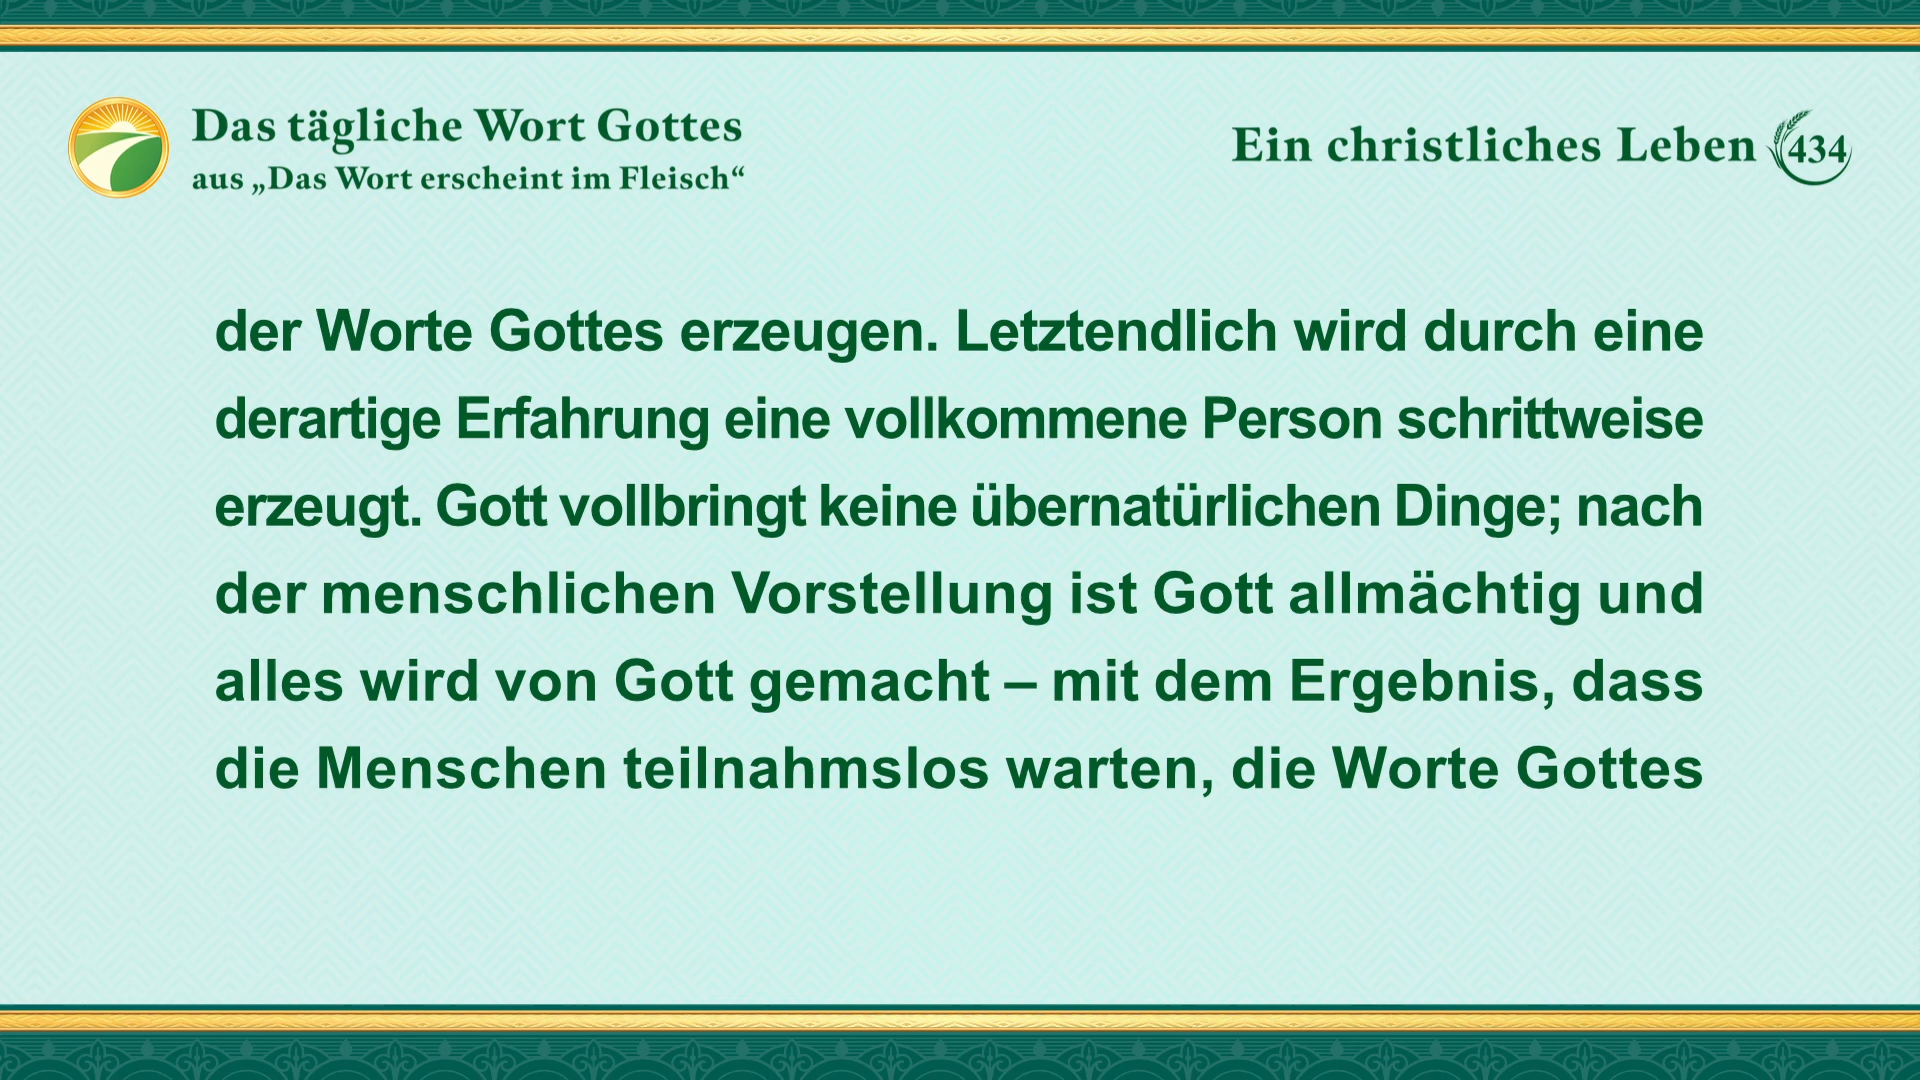 Das tägliche Wort Gottes
aus „Das Wort erscheint im Fleisch“
Ein christliches Leben 434
der Worte Gottes erzeugen. Letztendlich wird durch eine
derartige Erfahrung eine vollkommene Person schrittweise
erzeugt. Gott vollbringt keine übernatürlichen Dinge; nach
der menschlichen Vorstellung ist Gott allmächtig und
alles wird von Gott gemacht – mit dem Ergebnis, dass
die Menschen teilnahmslos warten, die Worte Gottes